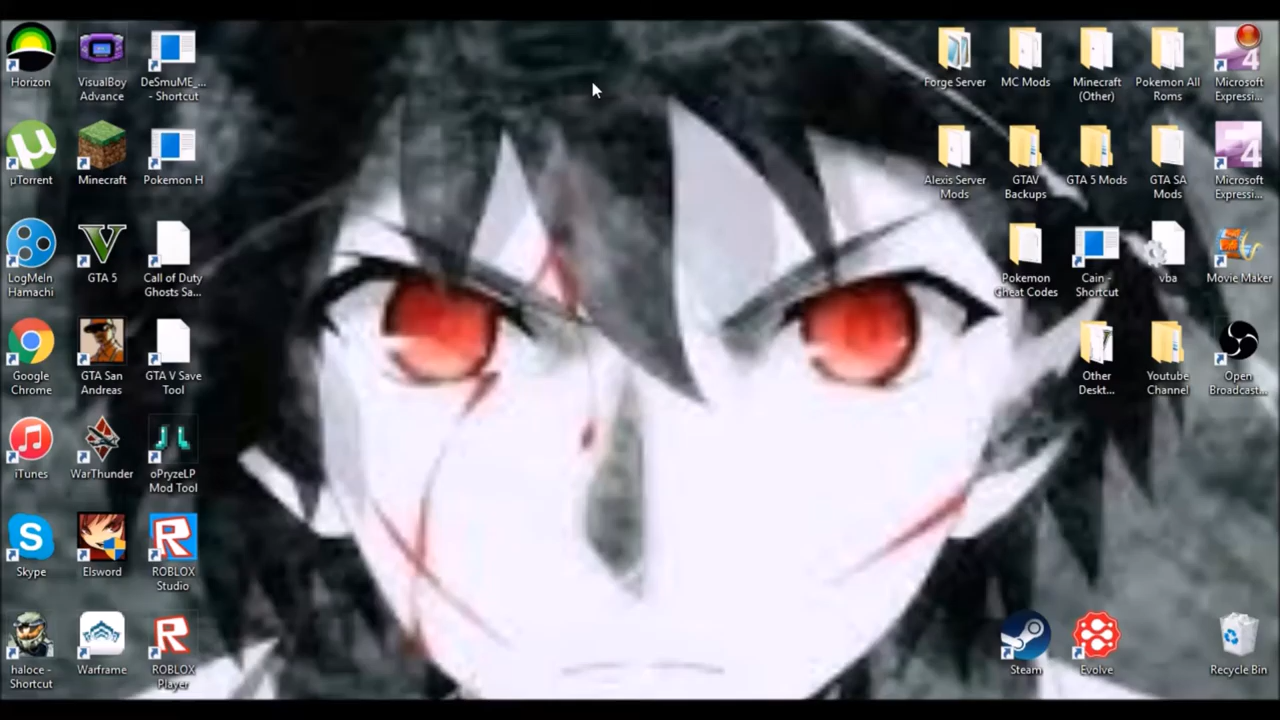 Horizon
VisualBoy
Advance
DeSmuME_...
- Shortcut
Forge Server
MC Mods
Minecraft
(Other)
Pokemon All
Roms
Microsoft
Expressi...
µTorrent
Minecraft
Pokemon H
Alexis Server
Mods
GTAV
Backups
GTA 5 Mods
GTA SA
Mods
Microsoft
Expressi...
LogMeIn
Hamachi
GTA 5
Call of Duty
Ghosts Sa...
Pokemon
Cheat Codes
Cain -
Shortcut
vba
Movie Maker
Google
Chrome
GTA San
Andreas
GTA V Save
Tool
Other
Deskt...
Youtube
Channel
Open
Broadcast...
iTunes
WarThunder
oPryzeLP
Mod Tool
Skype
Elsword
ROBLOX
Studio
haloce -
Shortcut
Warframe
ROBLOX
Player
Steam
Evolve
Recycle Bin